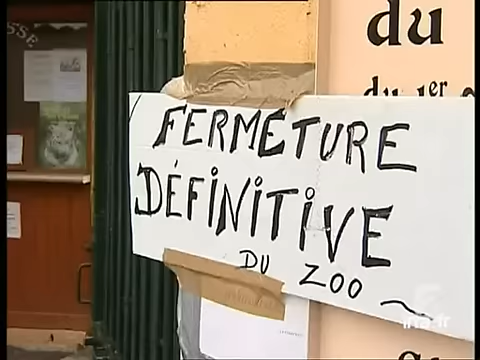 du
du 1er
FERMETURE
DÉFINITIVE
DU ZOO
ina.fr